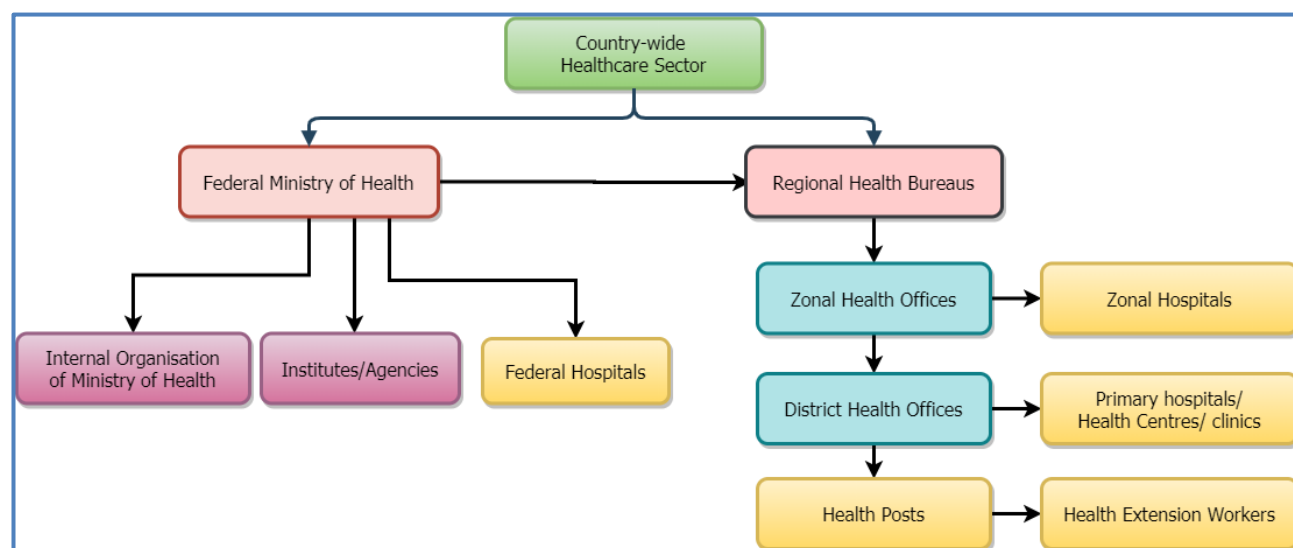 Country-wide
Healthcare Sector
Federal Ministry of Health
Regional Health Bureaus
Zonal Health Offices
Zonal Hospitals
Internal Organisation
of Ministry of Health
Institutes/Agencies
Federal Hospitals
District Health Offices
Primary hospitals/
Health Centres/ clinics
Health Posts
Health Extension Workers